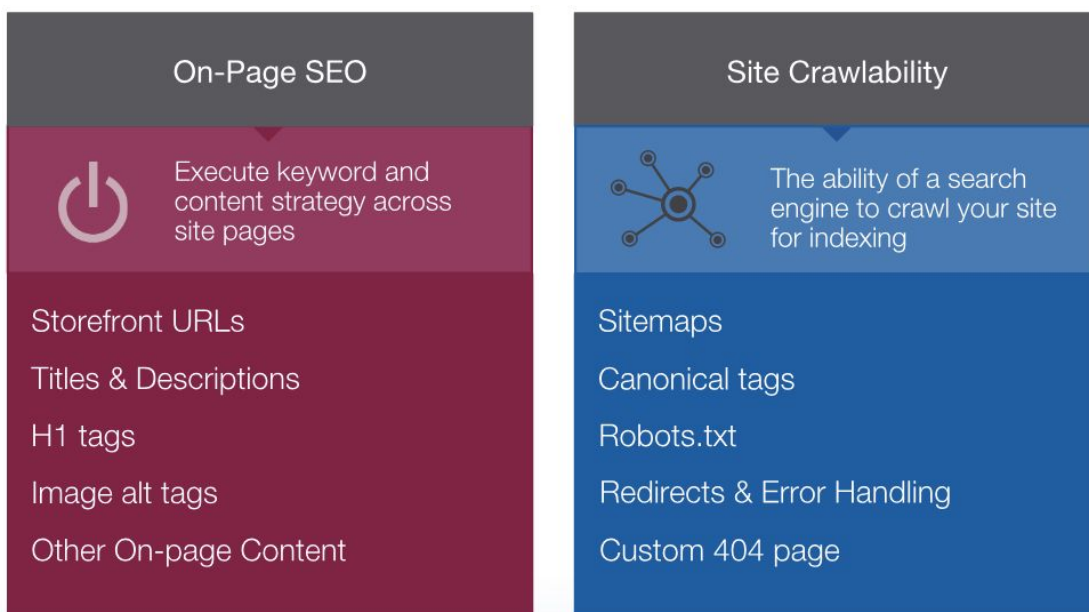 On-Page SEO
Execute keyword and
content strategy across
site pages
Storefront URLs
Titles & Descriptions
H1 tags
Image alt tags
Other On-page Content
Site Crawlability
The ability of a search
engine to crawl your site
for indexing
Sitemaps
Canonical tags
Robots.txt
Redirects & Error Handling
Custom 404 page